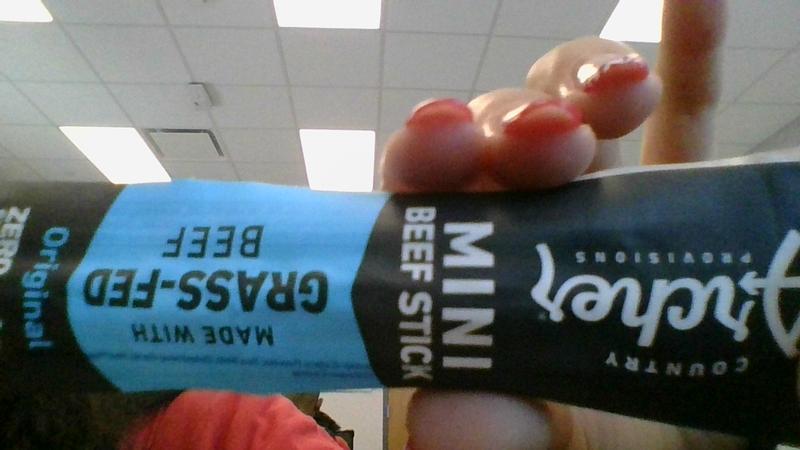 COUNTRY
Archer
PROVISIONS
MINI
BEEF STICK
MADE WITH
GRASS-FED
BEEF
Original
ZERO